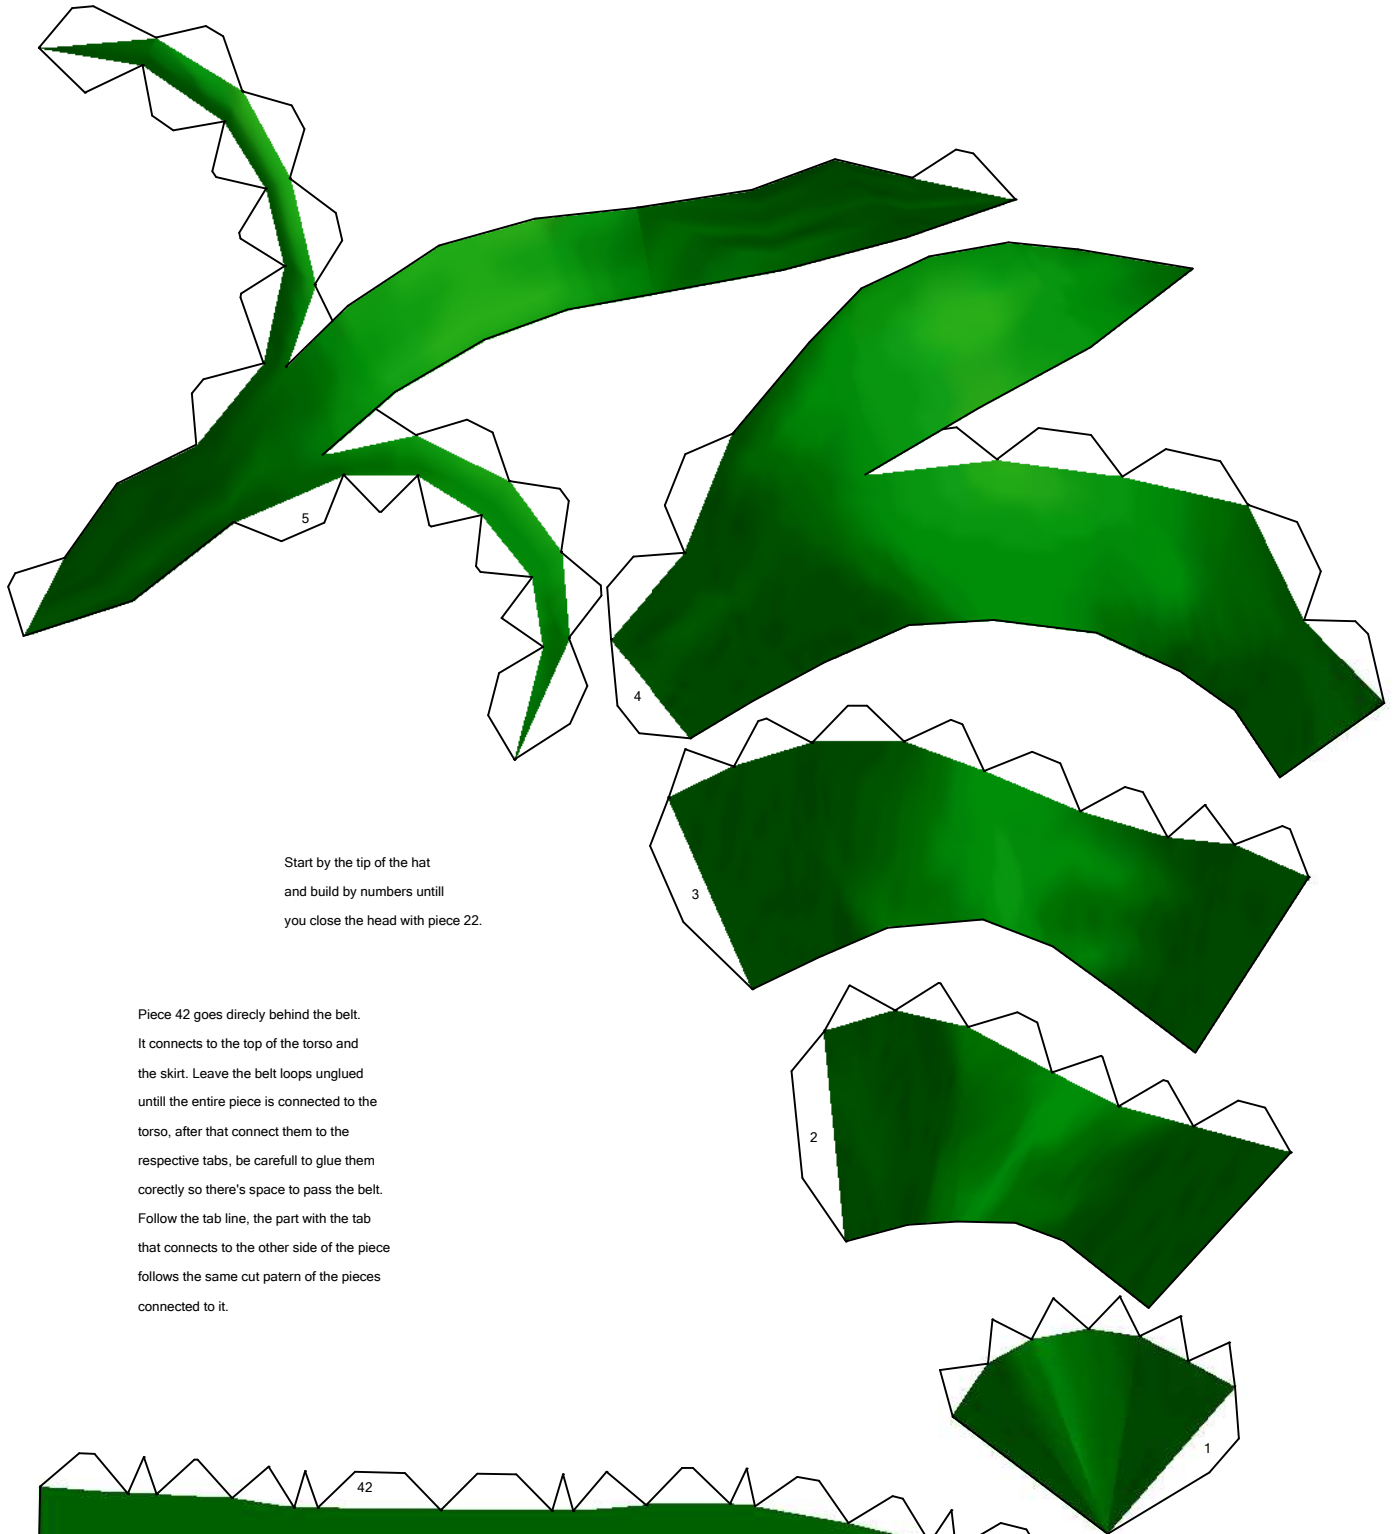 5
4
Start by the tip of the hat
and build by numbers untill
you close the head with piece 22.
3
Piece 42 goes direcly behind the belt.
It connects to the top of the torso and
the skirt. Leave the belt loops unglued
untill the entire piece is connected to the
torso, after that connect them to the
respective tabs, be carefull to glue them
corectly so there's space to pass the belt.
Follow the tab line, the part with the tab
that connects to the other side of the piece
follows the same cut patern of the pieces
connected to it.
2
1
42